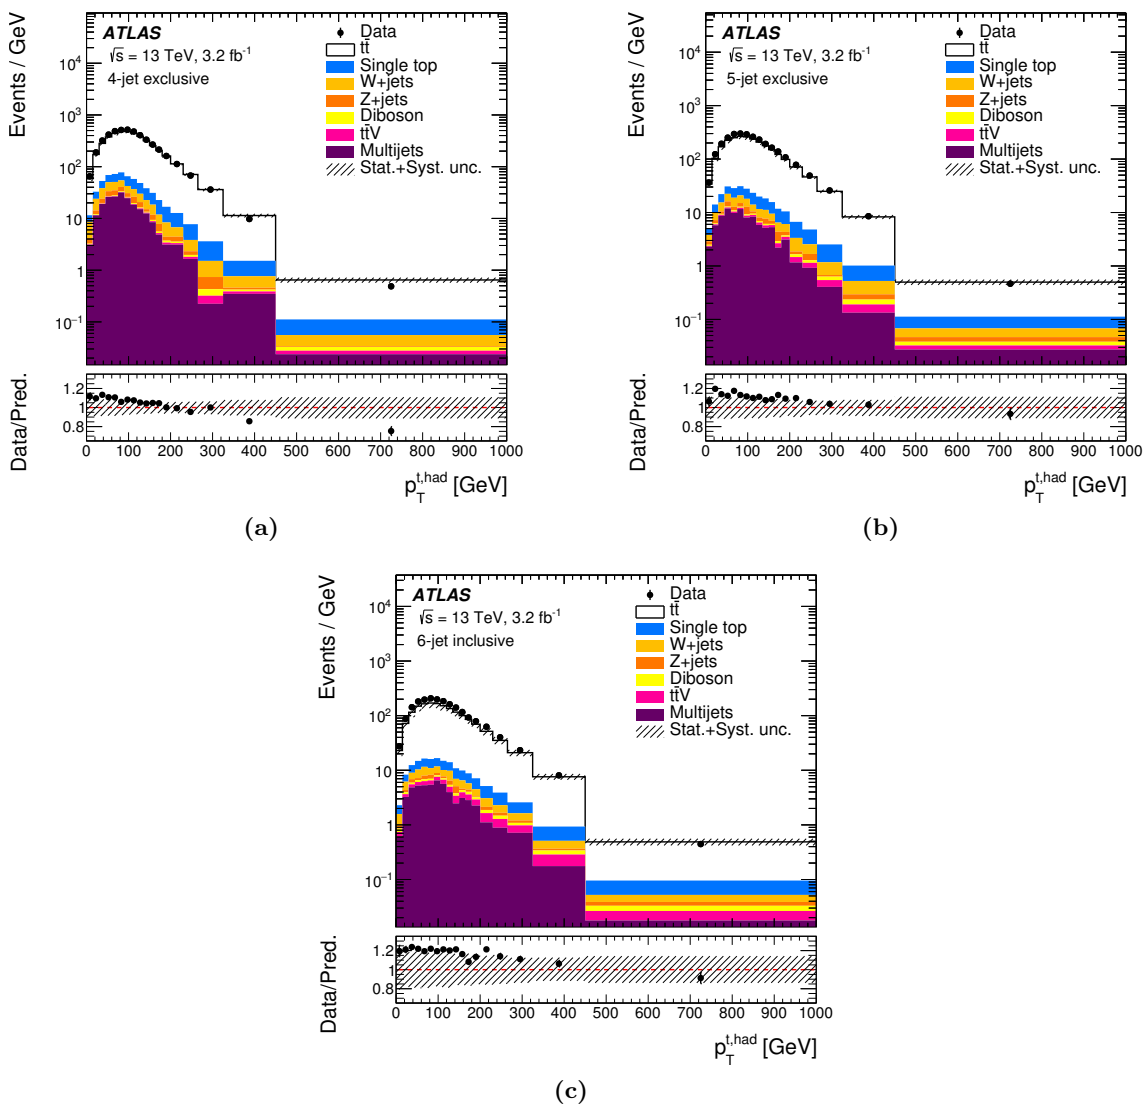 ATLAS
√s = 13 TeV, 3.2 fb⁻¹
4-jet exclusive
Data
tt̄
Single top
W+jets
Z+jets
Diboson
tt̄V
Multijets
Stat.+Syst. unc.
Events / GeV
10⁴
10³
10²
10
1
10⁻¹
Data/Pred.
1.2
1
0.8
0 100 200 300 400 500 600 700 800 900 1000
p_T^{t,had} [GeV]
(a)
ATLAS
√s = 13 TeV, 3.2 fb⁻¹
5-jet exclusive
Data
tt̄
Single top
W+jets
Z+jets
Diboson
tt̄V
Multijets
Stat.+Syst. unc.
Events / GeV
10⁴
10³
10²
10
1
10⁻¹
Data/Pred.
1.2
1
0.8
0 100 200 300 400 500 600 700 800 900 1000
p_T^{t,had} [GeV]
(b)
ATLAS
√s = 13 TeV, 3.2 fb⁻¹
6-jet inclusive
Data
tt̄
Single top
W+jets
Z+jets
Diboson
tt̄V
Multijets
Stat.+Syst. unc.
Events / GeV
10⁴
10³
10²
10
1
10⁻¹
Data/Pred.
1.2
1
0.8
0 100 200 300 400 500 600 700 800 900 1000
p_T^{t,had} [GeV]
(c)